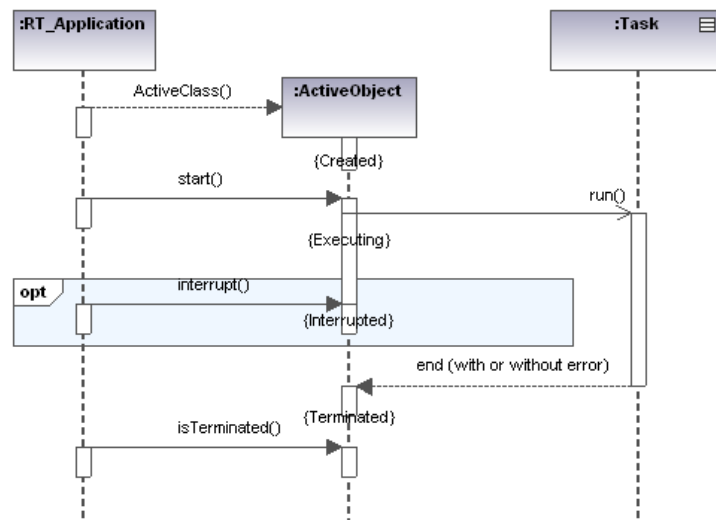 :RT_Application
:Task
ActiveClass()
:ActiveObject
{Created}
start()
run()
{Executing}
opt
interrupt()
{Interrupted}
end (with or without error)
{Terminated}
isTerminated()